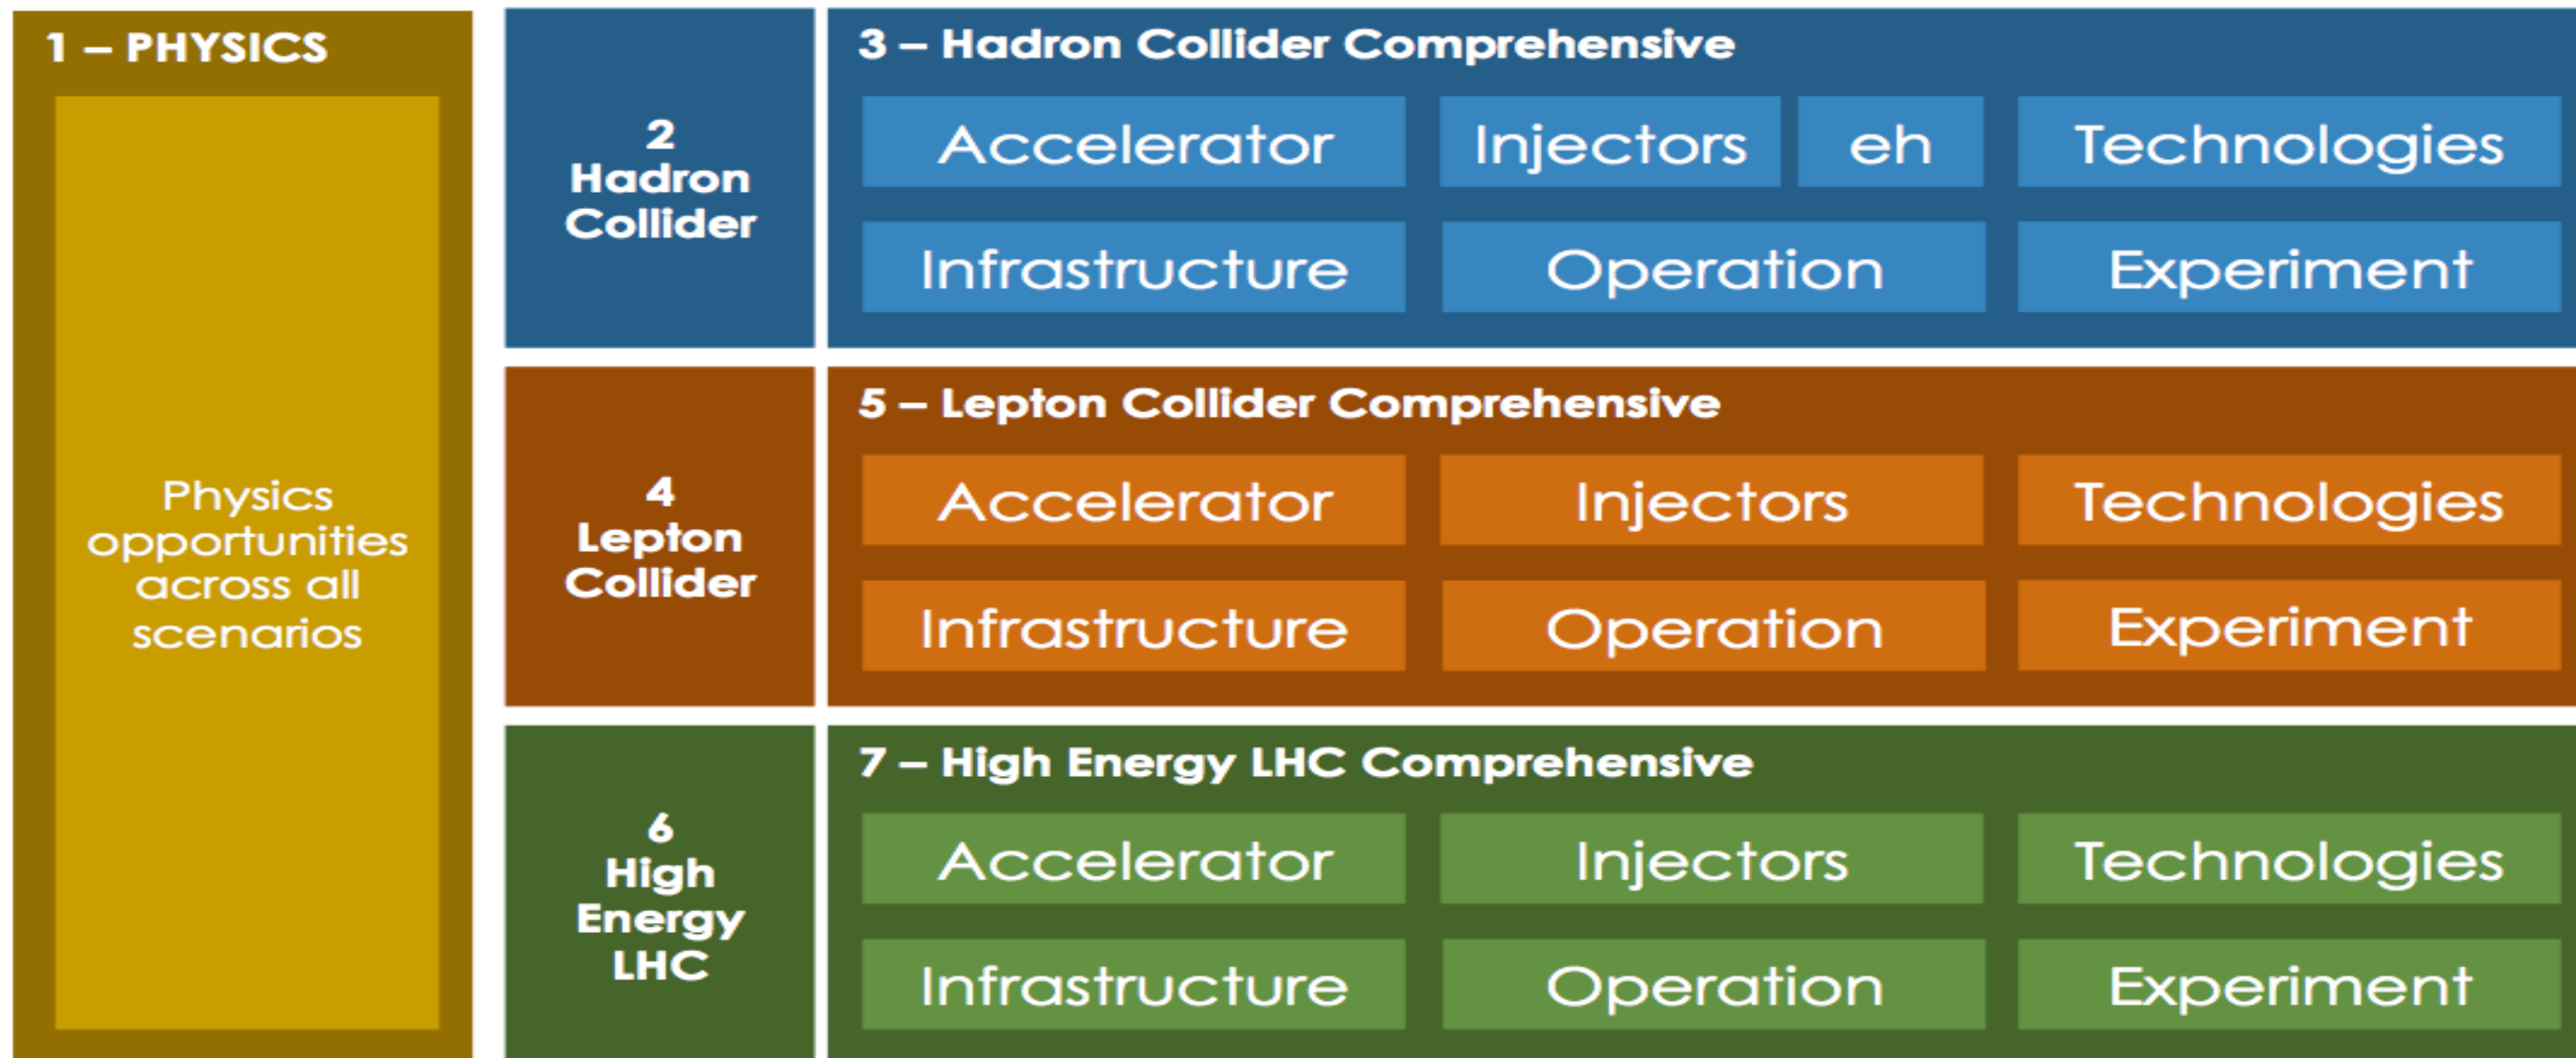 1 – PHYSICS
Physics
opportunities
across all
scenarios
2
Hadron
Collider
3 – Hadron Collider Comprehensive
Accelerator Injectors eh Technologies
Infrastructure Operation Experiment
4
Lepton
Collider
5 – Lepton Collider Comprehensive
Accelerator Injectors Technologies
Infrastructure Operation Experiment
6
High
Energy
LHC
7 – High Energy LHC Comprehensive
Accelerator Injectors Technologies
Infrastructure Operation Experiment